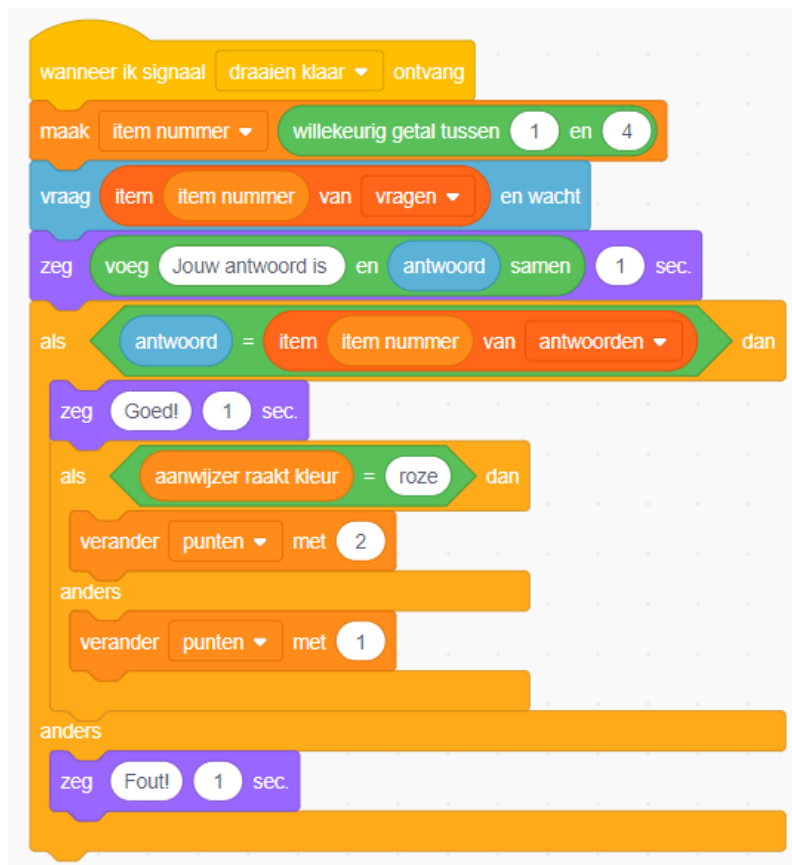 wanneer ik signaal draaien klaar ontvang
maak item nummer willekeurig getal tussen 1 en 4
vraag item item nummer van vragen en wacht
zeg voeg Jouw antwoord is en antwoord samen 1 sec.
als antwoord = item item nummer van antwoorden dan
zeg Goed! 1 sec.
als aanwijzer raakt kleur = roze dan
verander punten met 2
anders
verander punten met 1
anders
zeg Fout! 1 sec.